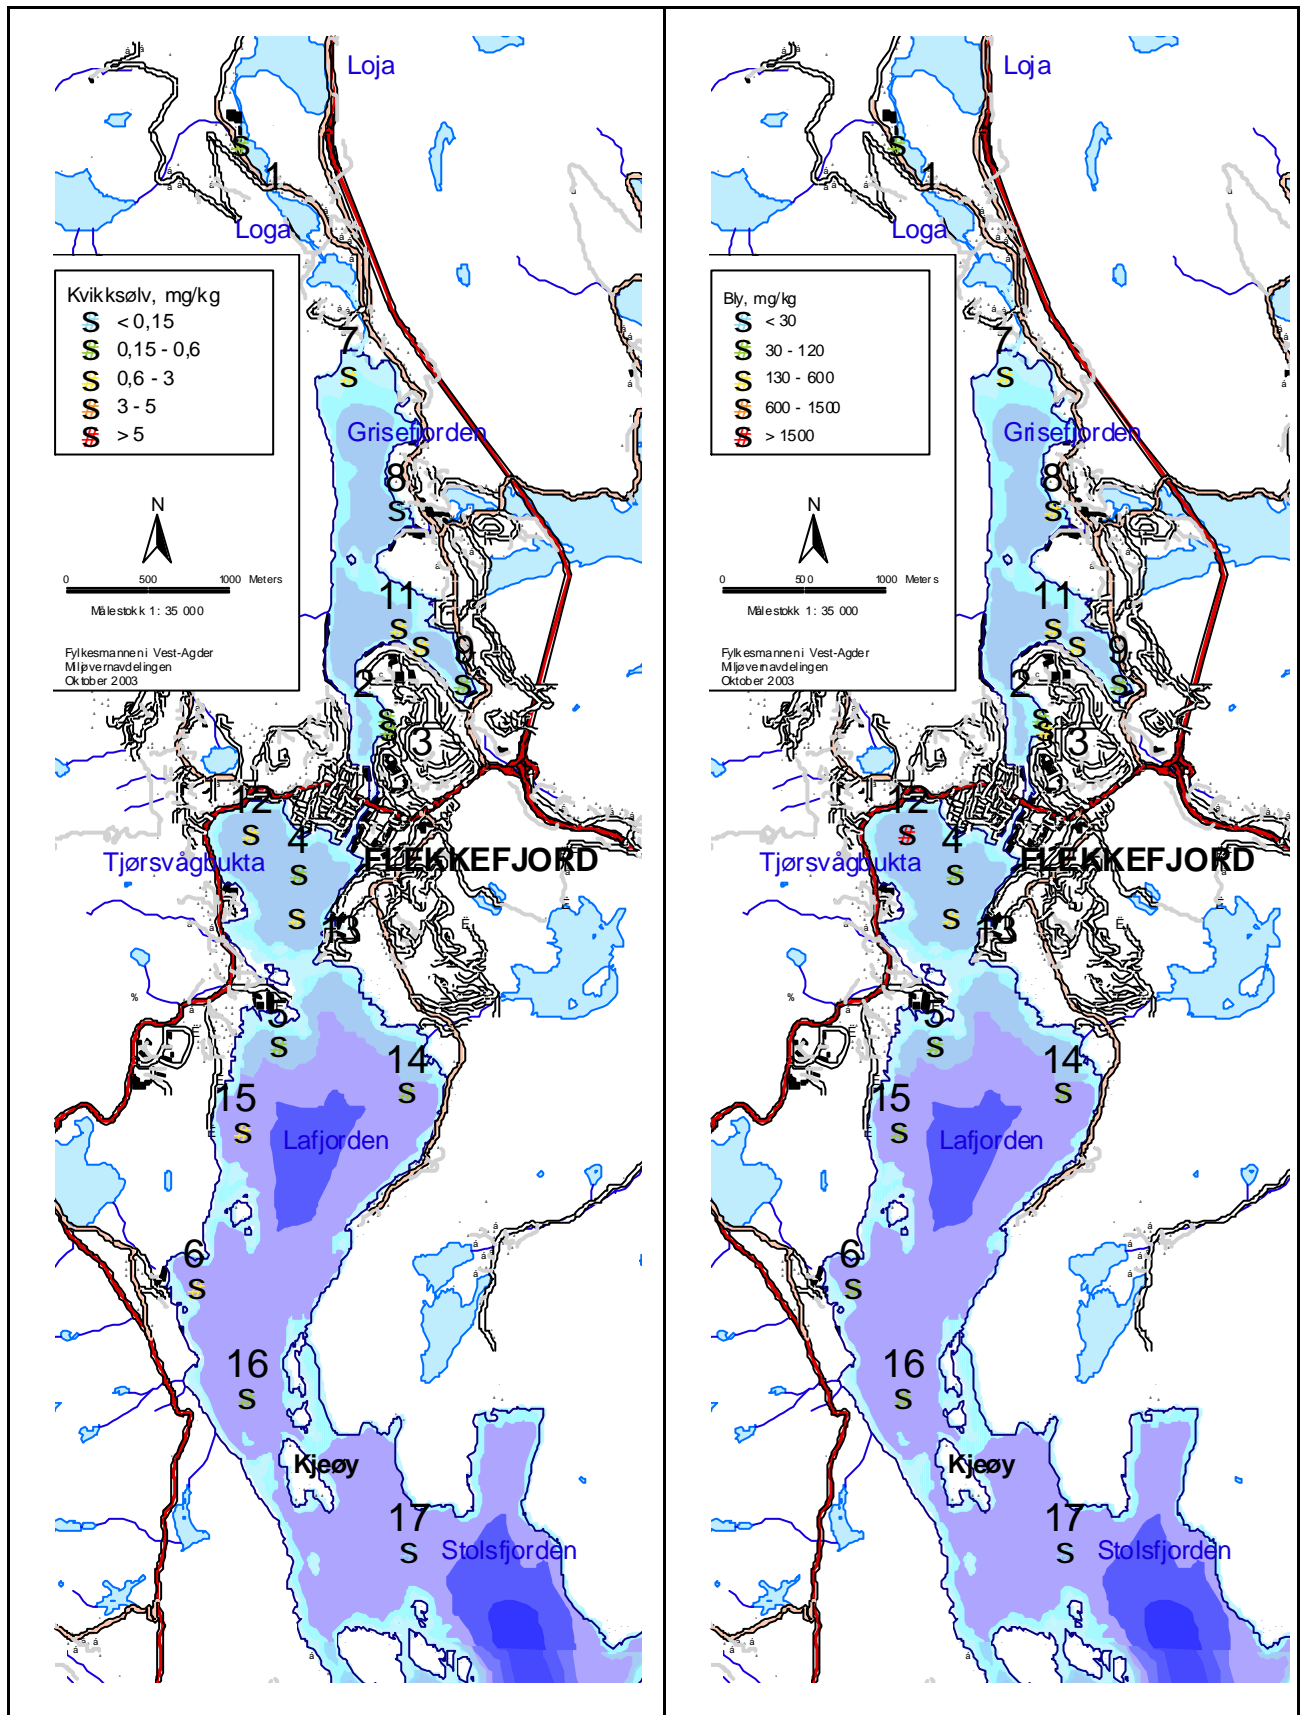 Loja
1
Loga
Kvikksølv, mg/kg
S < 0,15
S 0,15 - 0,6
S 0,6 - 3
S 3 - 5
S > 5
N
0 500 1000 Meters
Målestokk 1: 35 000
Fylkesmannen i Vest-Agder
Miljøvernavdelingen
Oktober 2003
7
Grisefjorden
8
11
9
2
3
12
4
FLEKKEFJORD
Tjørsvågbukta
13
5
14
15
Lafjorden
6
16
Kjeøy
17
Stolsfjorden
Loja
1
Loga
Bly, mg/kg
S < 30
S 30 - 120
S 130 - 600
S 600 - 1500
S > 1500
N
0 500 1000 Meters
Målestokk 1: 35 000
Fylkesmannen i Vest-Agder
Miljøvernavdelingen
Oktober 2003
7
Grisefjorden
8
11
9
2
3
12
4
FLEKKEFJORD
Tjørsvågbukta
13
5
14
15
Lafjorden
6
16
Kjeøy
17
Stolsfjorden